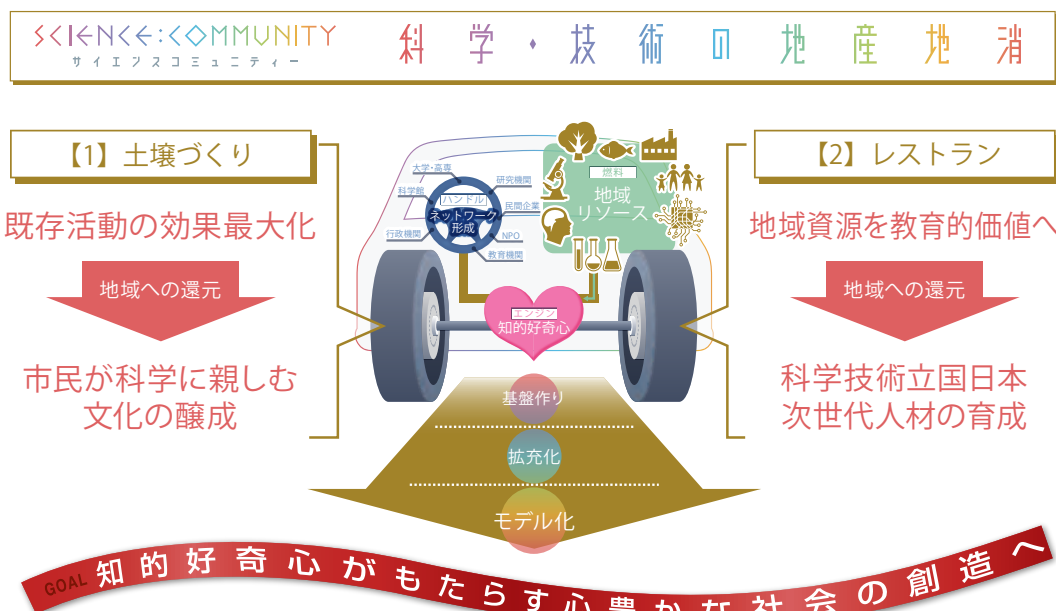 SCIENCE:COMMUNITY
サイエンスコミュニティー
科学・技術の地産地消
【1】土壌づくり
既存活動の効果最大化
地域への還元
市民が科学に親しむ
文化の醸成
大学・高専
科学館
研究機関
ハンドル
民間企業
ネットワーク
形成
行政機関
NPO
教育機関
燃料
地域
リソース
エンジン
知的好奇心
【2】レストラン
地域資源を教育的価値へ
地域への還元
科学技術立国日本
次世代人材の育成
基盤作り
拡充化
モデル化
GOAL 知的好奇心がもたらす心豊かな社会の創造へ